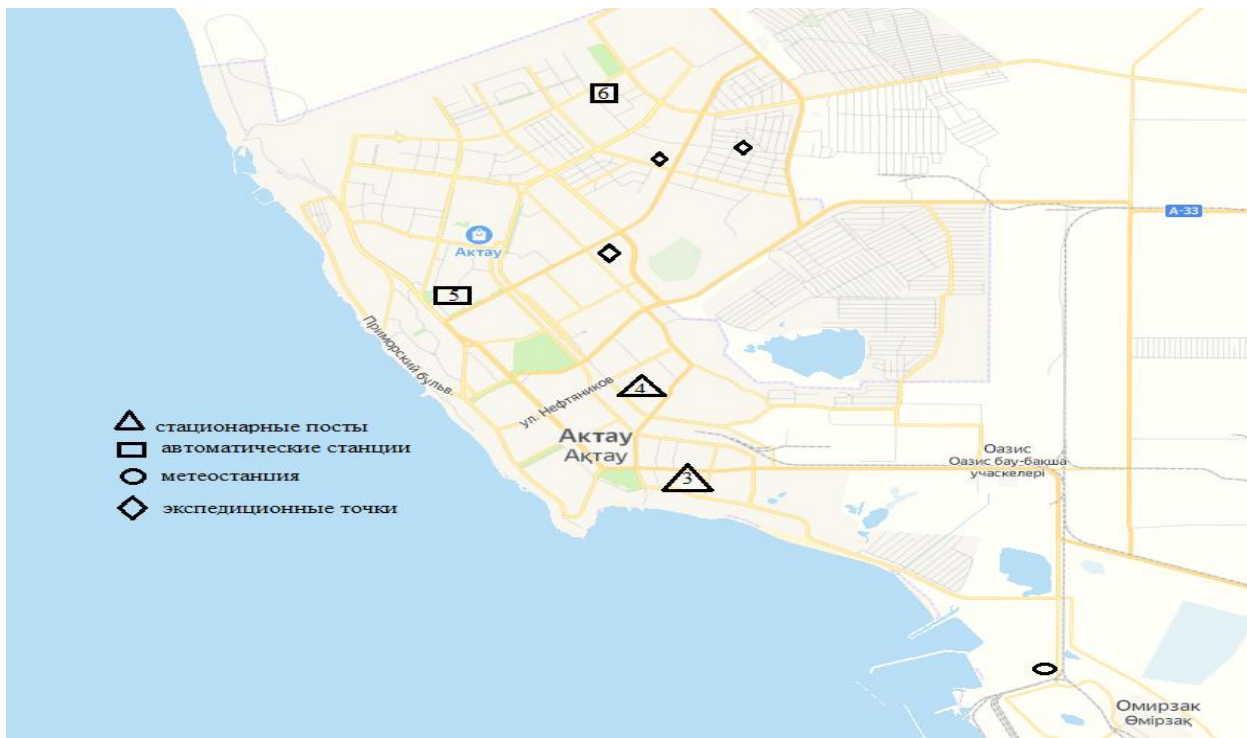 6
А-33
Актау
5
Приморский бульв.
ул. Нефтяников
4
Актау
Ақтау
3
Оазис
Оазис бау-бақша
учаскелері
стационарные посты
автоматические станции
метеостанция
экспедиционные точки
Омирзак
Өмірзақ